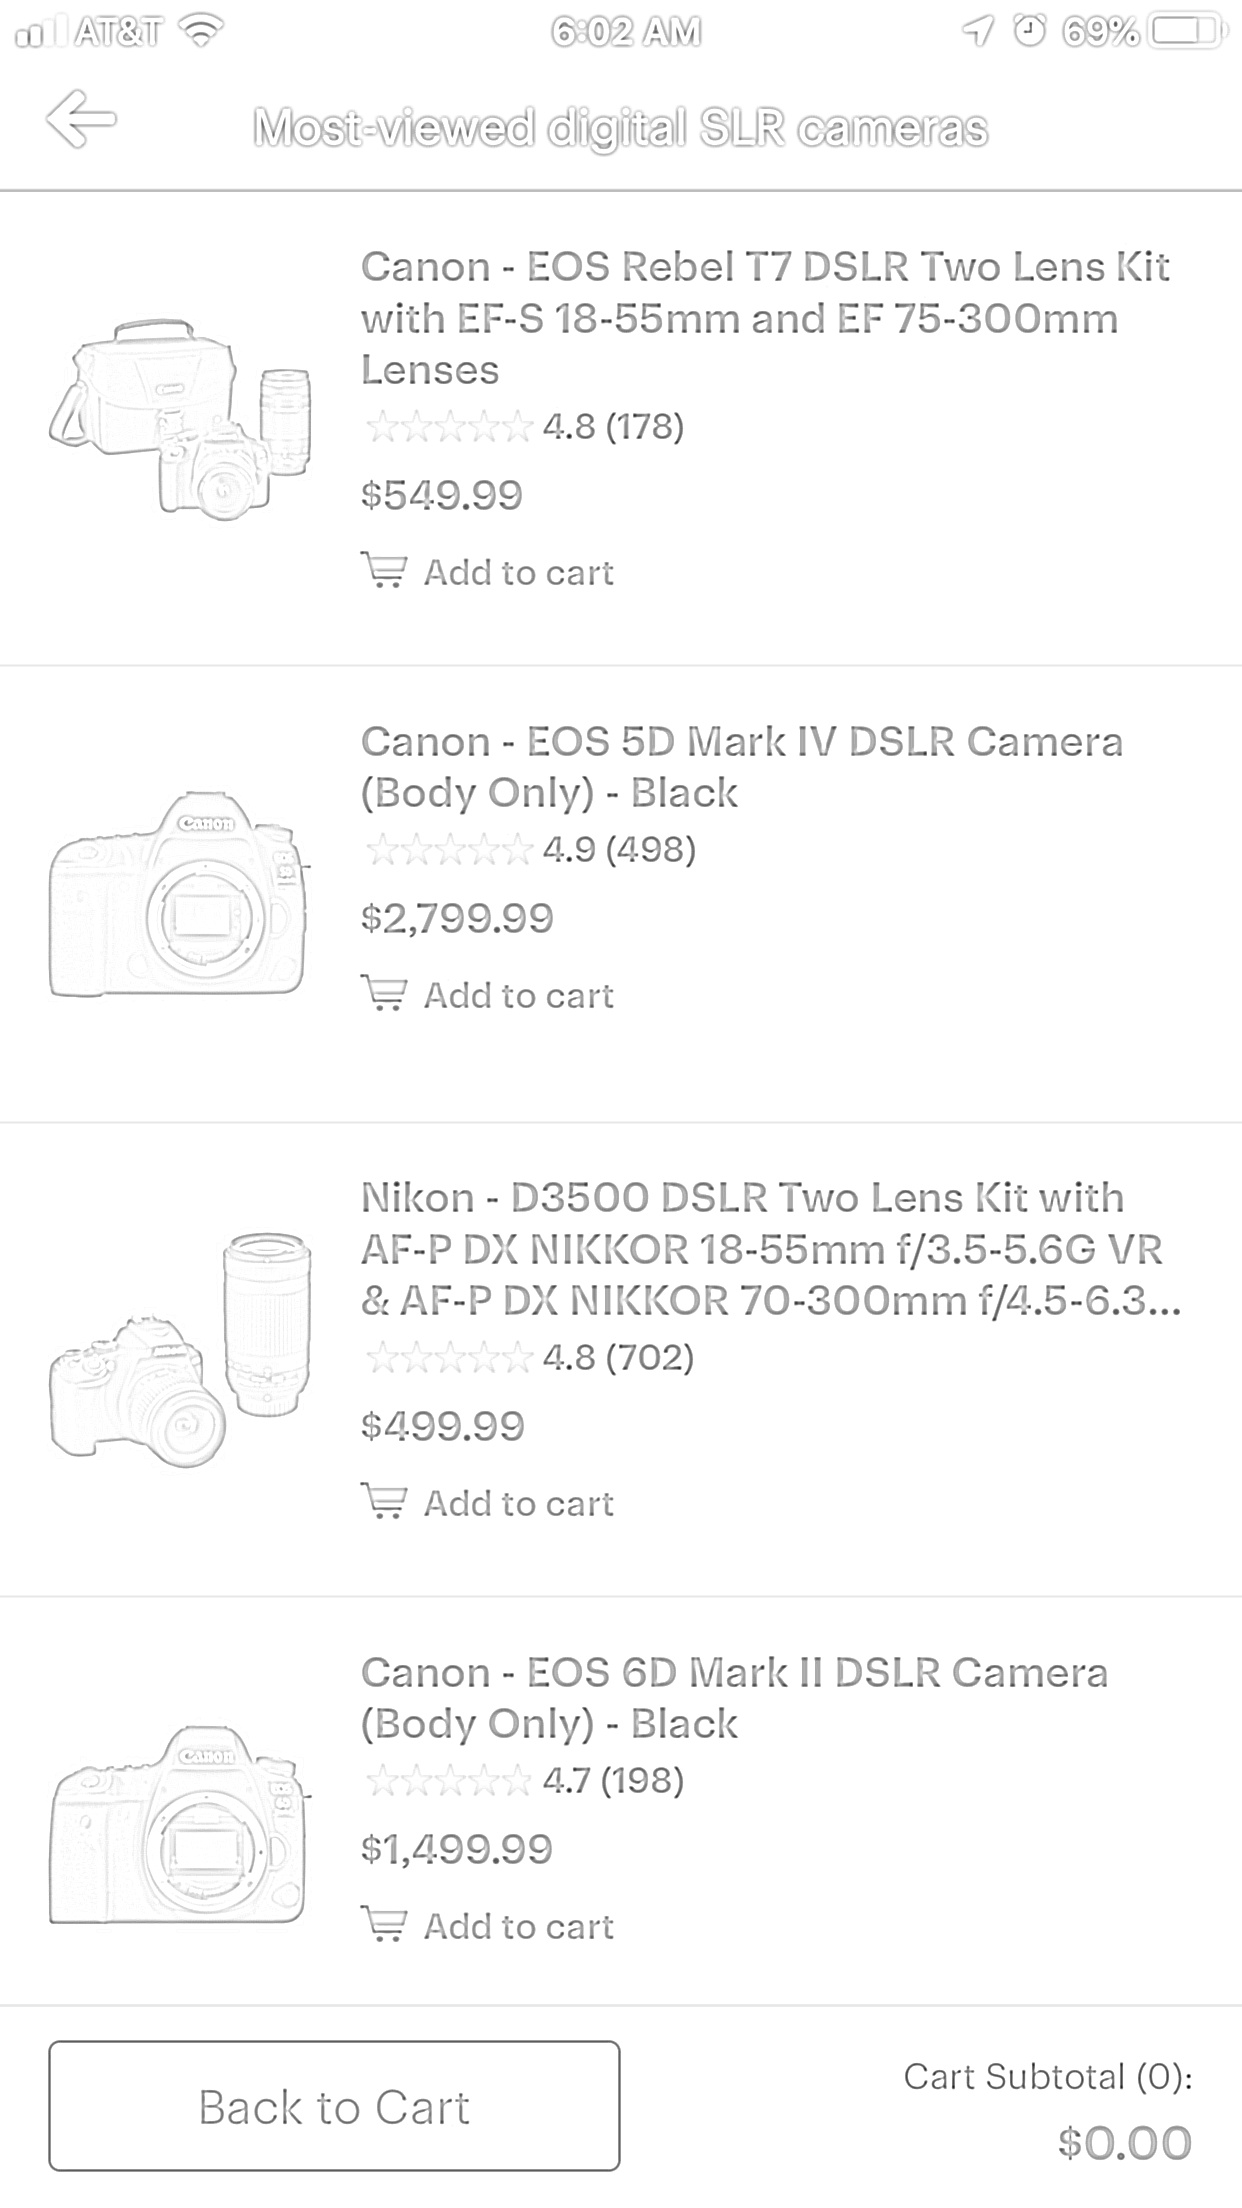 AT&T 6:02 AM 69%
Most-viewed digital SLR cameras
Canon - EOS Rebel T7 DSLR Two Lens Kit
with EF-S 18-55mm and EF 75-300mm
Lenses
4.8 (178)
$549.99
Add to cart
Canon
Canon - EOS 5D Mark IV DSLR Camera
(Body Only) - Black
4.9 (498)
$2,799.99
Add to cart
Nikon - D3500 DSLR Two Lens Kit with
AF-P DX NIKKOR 18-55mm f/3.5-5.6G VR
& AF-P DX NIKKOR 70-300mm f/4.5-6.3...
4.8 (702)
$499.99
Add to cart
Canon
Canon - EOS 6D Mark II DSLR Camera
(Body Only) - Black
4.7 (198)
$1,499.99
Add to cart
Back to Cart
Cart Subtotal (0):
$0.00